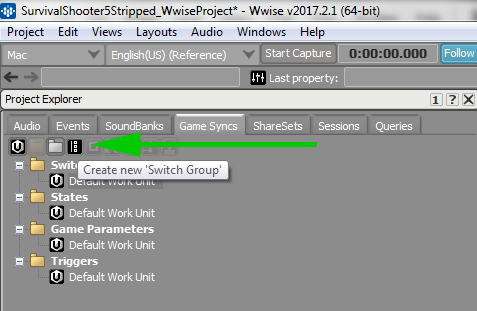 SurvivalShooter5Stripped_WwiseProject* - Wwise v2017.2.1 (64-bit)
Project Edit Views Layouts Audio Windows Help
Mac English(US) (Reference) Start Capture 0:00:00.000 Follow
Last property:
Project Explorer 1 ? X
Audio Events SoundBanks Game Syncs ShareSets Sessions Queries
Create new 'Switch Group'
Default Work Unit
States
Default Work Unit
Game Parameters
Default Work Unit
Triggers
Default Work Unit